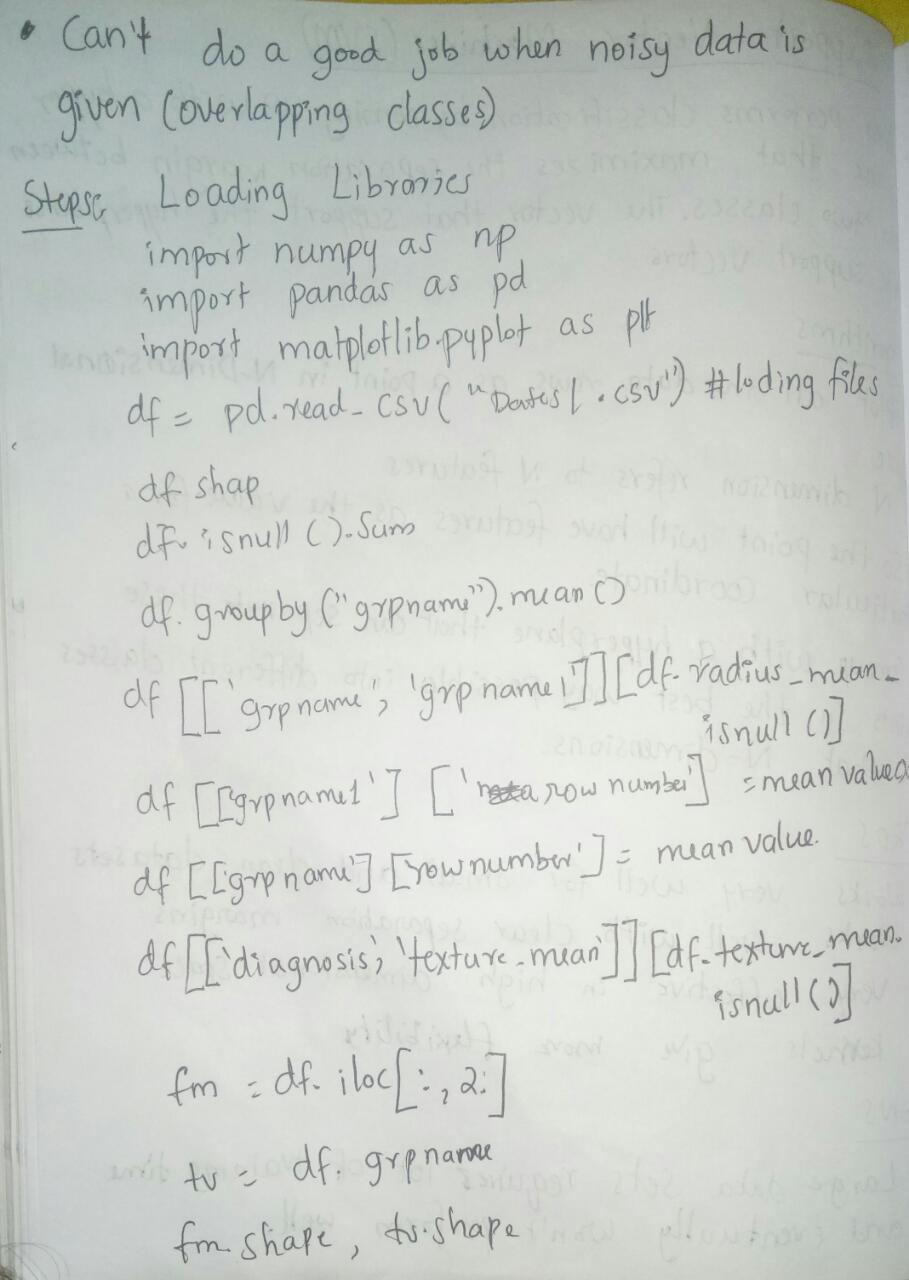 • Can't do a good job when noisy data is
given (overlapping classes)
Steps: Loading Libraries
import numpy as np
import pandas as pd
import matplotlib.pyplot as plt
df = pd.read_csv("Dates1.csv") #loding files
df shap
df. isnull ().Sum
df. groupby ("grpname").mean()
df [['grpname', 'grpname1']][df. radius_mean.
isnull ()]
df [['grpname1'] ['row number'] = mean value
df [['grpname'] [rownumber'] = mean value.
df [['diagnosis', 'texture_mean']] [df.texture_mean.
isnull ()]
fm = df. iloc[:, 2:]
tv = df. grpname
fm shape, tv.shape